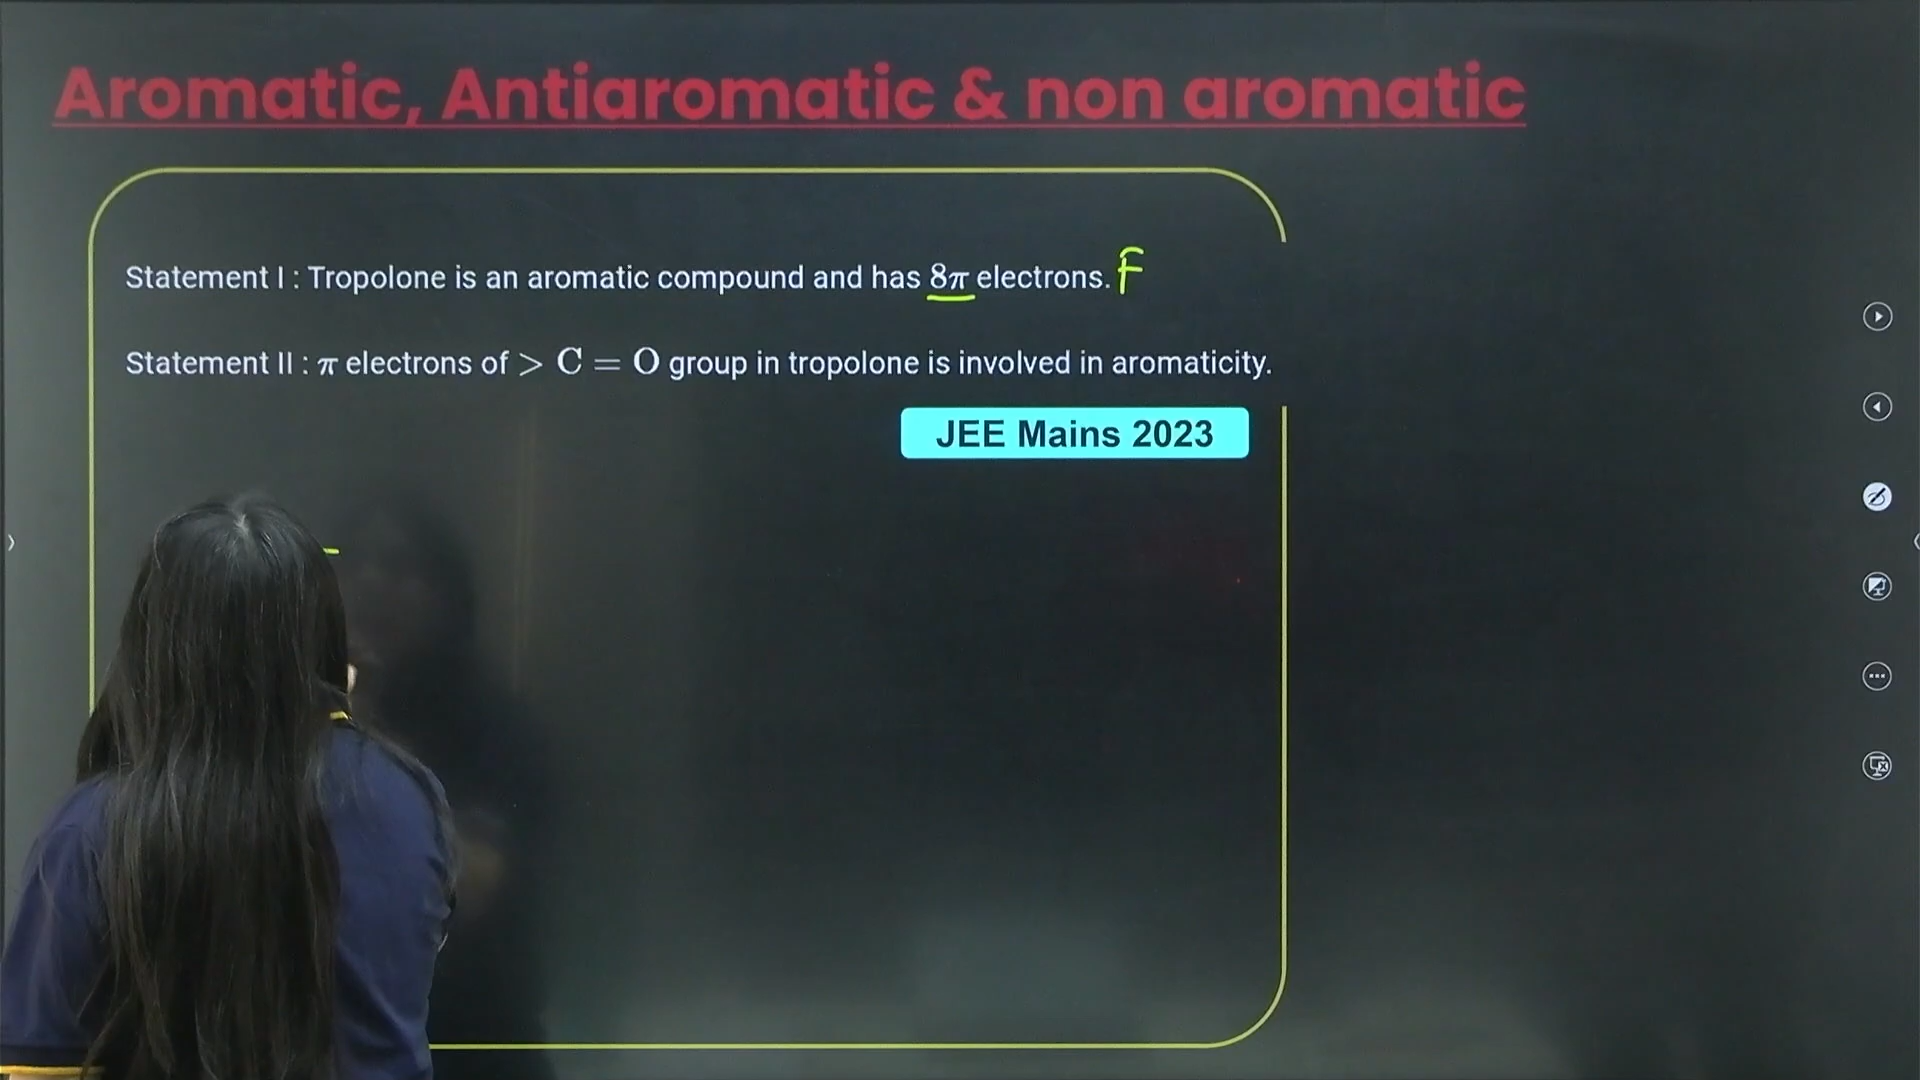 Aromatic, Antiaromatic & non aromatic
Statement I : Tropolone is an aromatic compound and has 8π electrons. F
Statement II : π electrons of > C = O group in tropolone is involved in aromaticity.
JEE Mains 2023